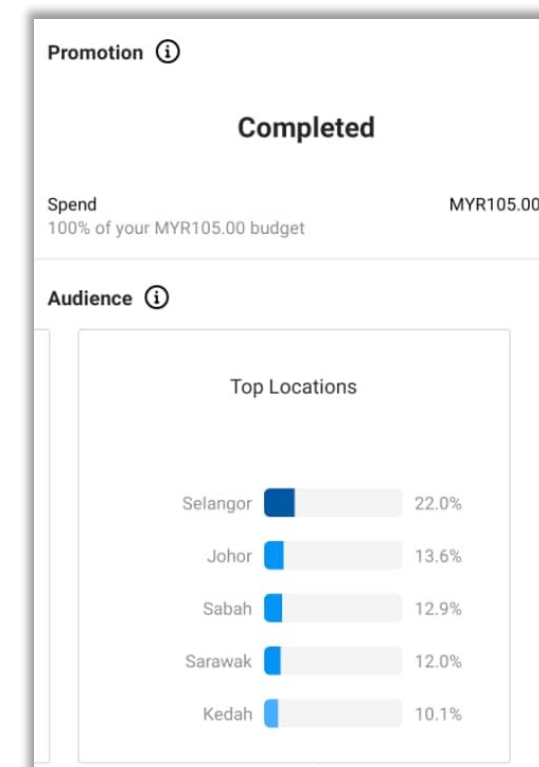 Promotion
Completed
Spend MYR105.00
100% of your MYR105.00 budget
Audience
Top Locations
Selangor 22.0%
Johor 13.6%
Sabah 12.9%
Sarawak 12.0%
Kedah 10.1%